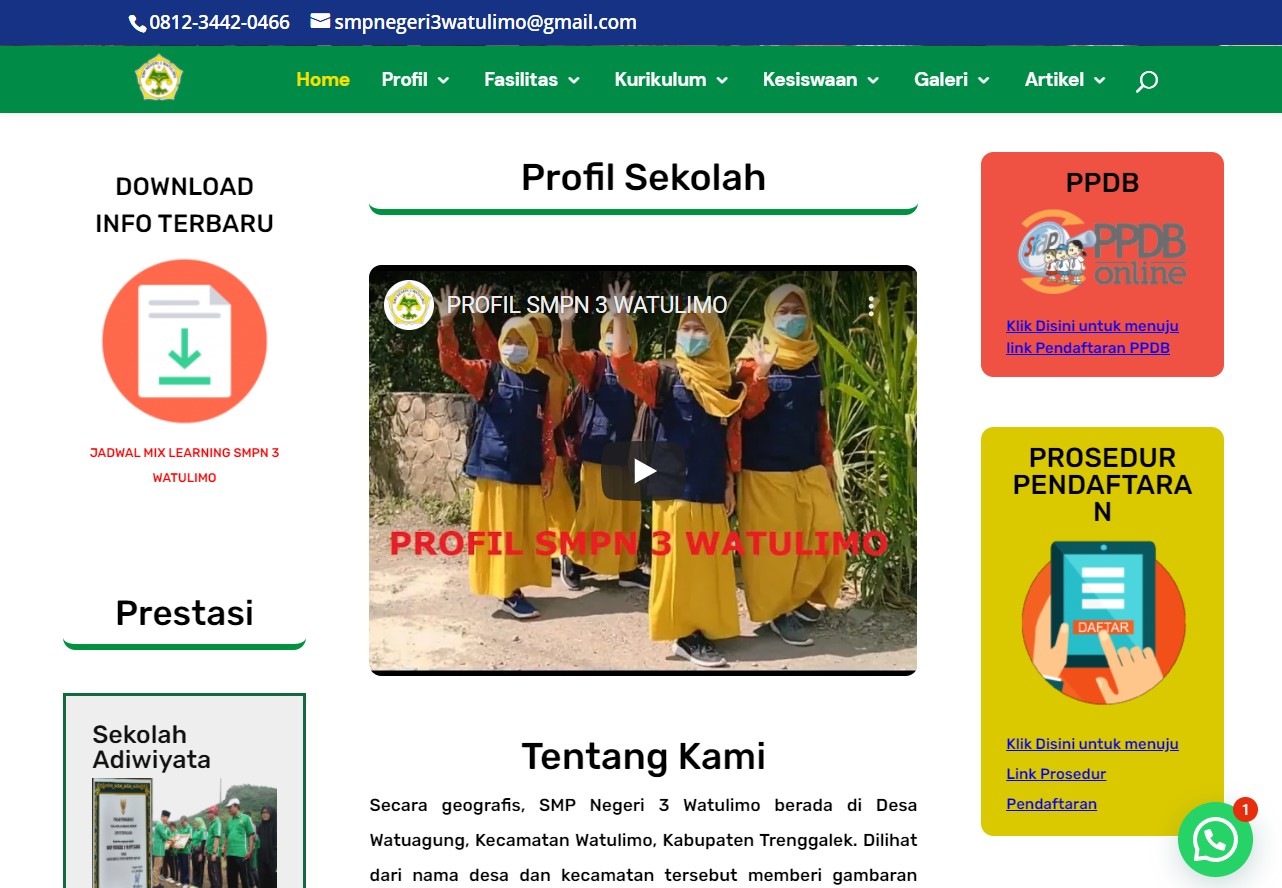 0812-3442-0466 smpnegeri3watulimo@gmail.com
Home Profil Fasilitas Kurikulum Kesiswaan Galeri Artikel
DOWNLOAD
INFO TERBARU
JADWAL MIX LEARNING SMPN 3
WATULIMO
Prestasi
Sekolah
Adiwiyata
Profil Sekolah
PROFIL SMPN 3 WATULIMO
PROFIL SMPN 3 WATULIMO
Tentang Kami
Secara geografis, SMP Negeri 3 Watulimo berada di Desa
Watuagung, Kecamatan Watulimo, Kabupaten Trenggalek. Dilihat
dari nama desa dan kecamatan tersebut memberi gambaran
PPDB
siap PPDB
online
Klik Disini untuk menuju
link Pendaftaran PPDB
PROSEDUR
PENDAFTARA
N
DAFTAR
Klik Disini untuk menuju
Link Prosedur
Pendaftaran
1